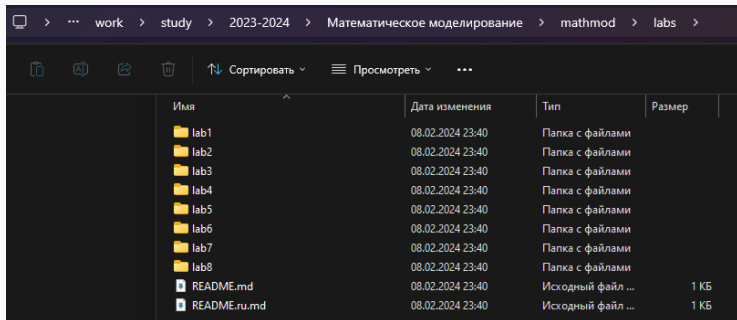 ··· work > study > 2023-2024 > Математическое моделирование > mathmod > labs >
Сортировать Просмотреть ···
Имя Дата изменения Тип Размер
lab1 08.02.2024 23:40 Папка с файлами
lab2 08.02.2024 23:40 Папка с файлами
lab3 08.02.2024 23:40 Папка с файлами
lab4 08.02.2024 23:40 Папка с файлами
lab5 08.02.2024 23:40 Папка с файлами
lab6 08.02.2024 23:40 Папка с файлами
lab7 08.02.2024 23:40 Папка с файлами
lab8 08.02.2024 23:40 Папка с файлами
README.md 08.02.2024 23:40 Исходный файл ... 1 КБ
README.ru.md 08.02.2024 23:40 Исходный файл ... 1 КБ